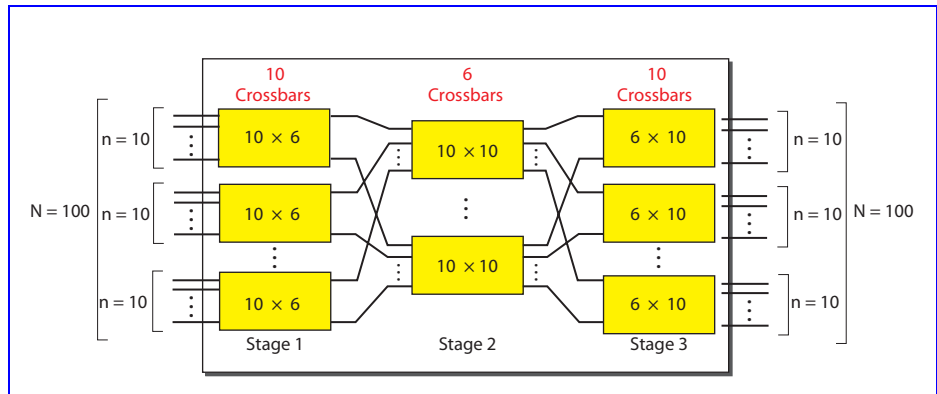 10
Crossbars
6
Crossbars
10
Crossbars
n = 10
10 × 6
10 × 10
6 × 10
n = 10
N = 100
n = 10
10 × 6
6 × 10
n = 10
N = 100
10 × 10
n = 10
10 × 6
6 × 10
n = 10
Stage 1
Stage 2
Stage 3